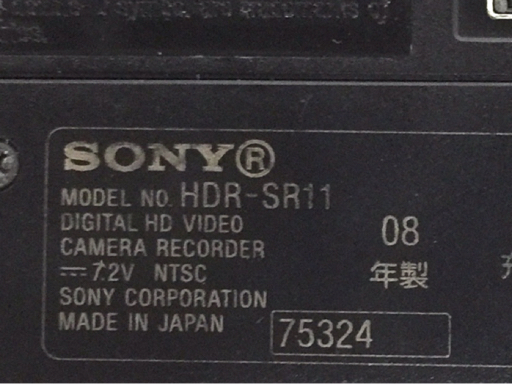 of
SONY®
MODEL NO. HDR-SR11
DIGITAL HD VIDEO
CAMERA RECORDER
7.2V NTSC
SONY CORPORATION
MADE IN JAPAN
75324
08
年製